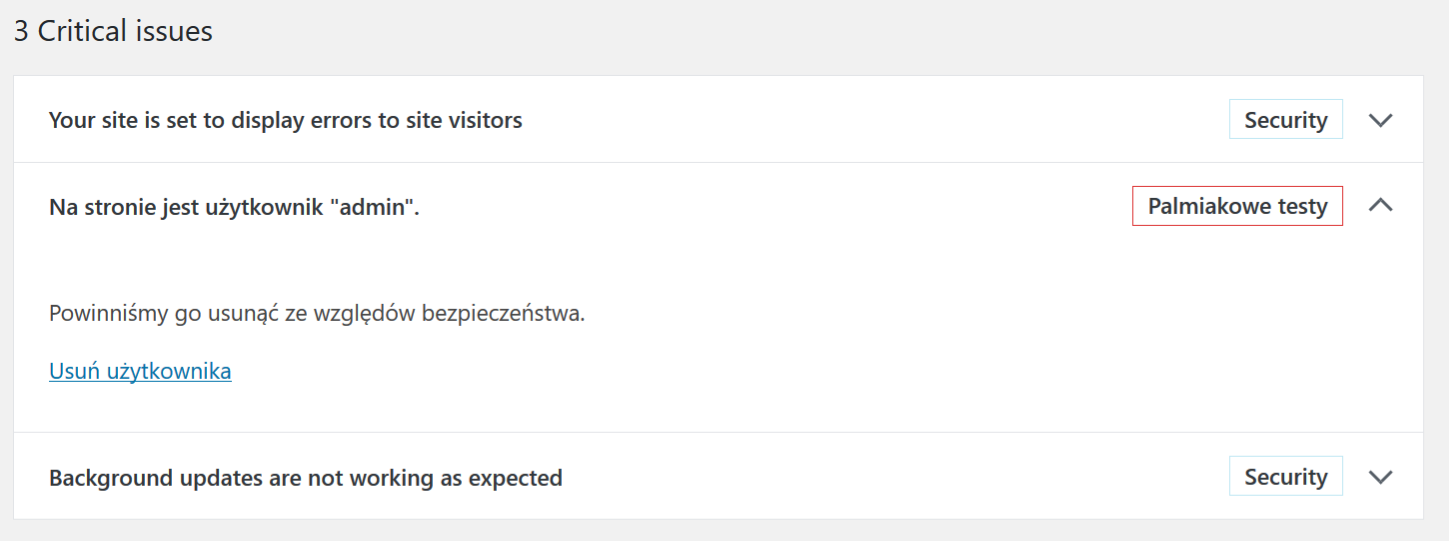 3 Critical issues
Your site is set to display errors to site visitors
Security
Na stronie jest użytkownik "admin".
Palmiakowe testy
Powinniśmy go usunąć ze względów bezpieczeństwa.
Usuń użytkownika
Background updates are not working as expected
Security